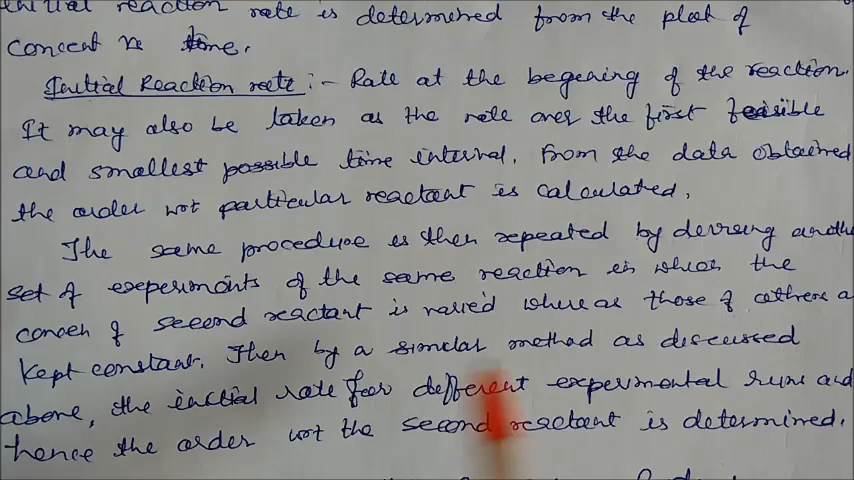 initial reaction rate is determined from the plot of
concent vs time.
Initial Reaction rate :- Rate at the begening of the reaction.
It may also be taken as the rate over the first feasible
and smallest possible time interval. From the data obtained
the order wrt particular reactant is calculated.
The same procedure is then repeated by devising anothe
set of experiments of the same reaction in which the
concn of second reactant is varied where as those of others a
kept constant. Then by a similar method as discussed
above, the initial rate for different experimental runs and
hence the order wrt the second reactant is determined.